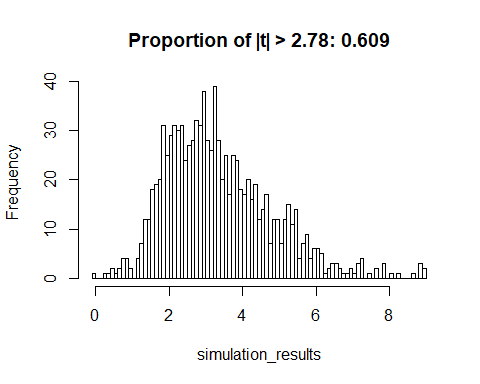 Proportion of |t| > 2.78: 0.609
Frequency
40
30
20
10
0
0 2 4 6 8
simulation_results